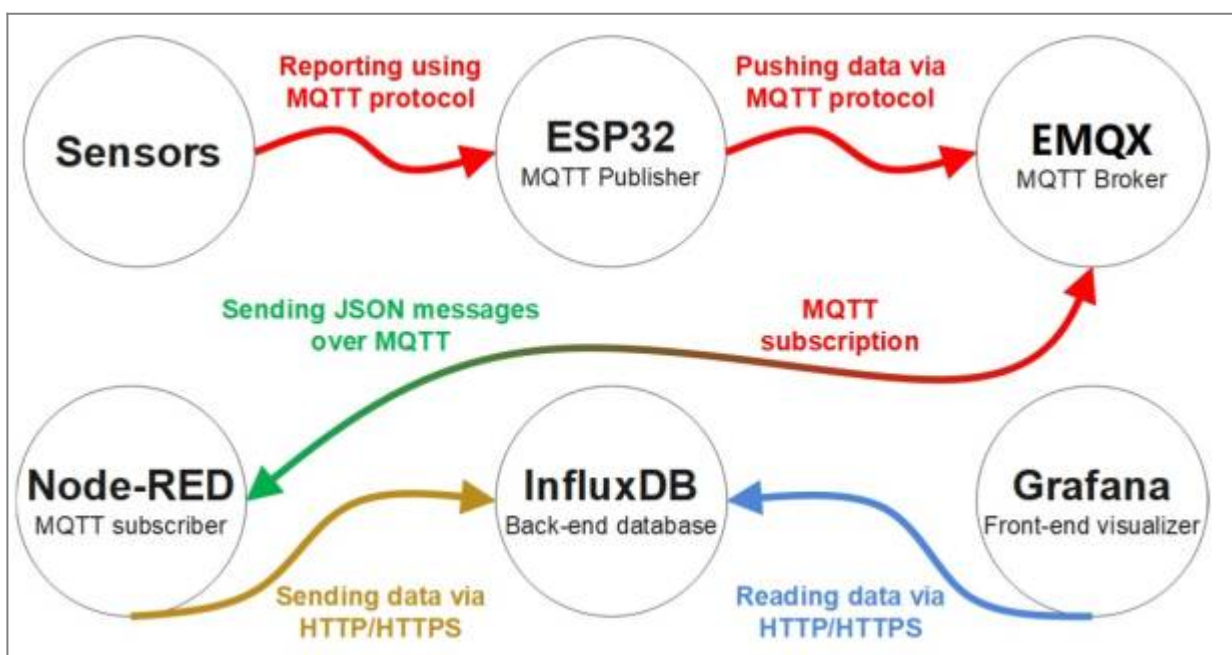 Reporting using
MQTT protocol
Pushing data via
MQTT protocol
Sensors
ESP32
MQTT Publisher
EMQX
MQTT Broker
Sending JSON messages
over MQTT
MQTT
subscription
Node-RED
MQTT subscriber
InfluxDB
Back-end database
Grafana
Front-end visualizer
Sending data via
HTTP/HTTPS
Reading data via
HTTP/HTTPS